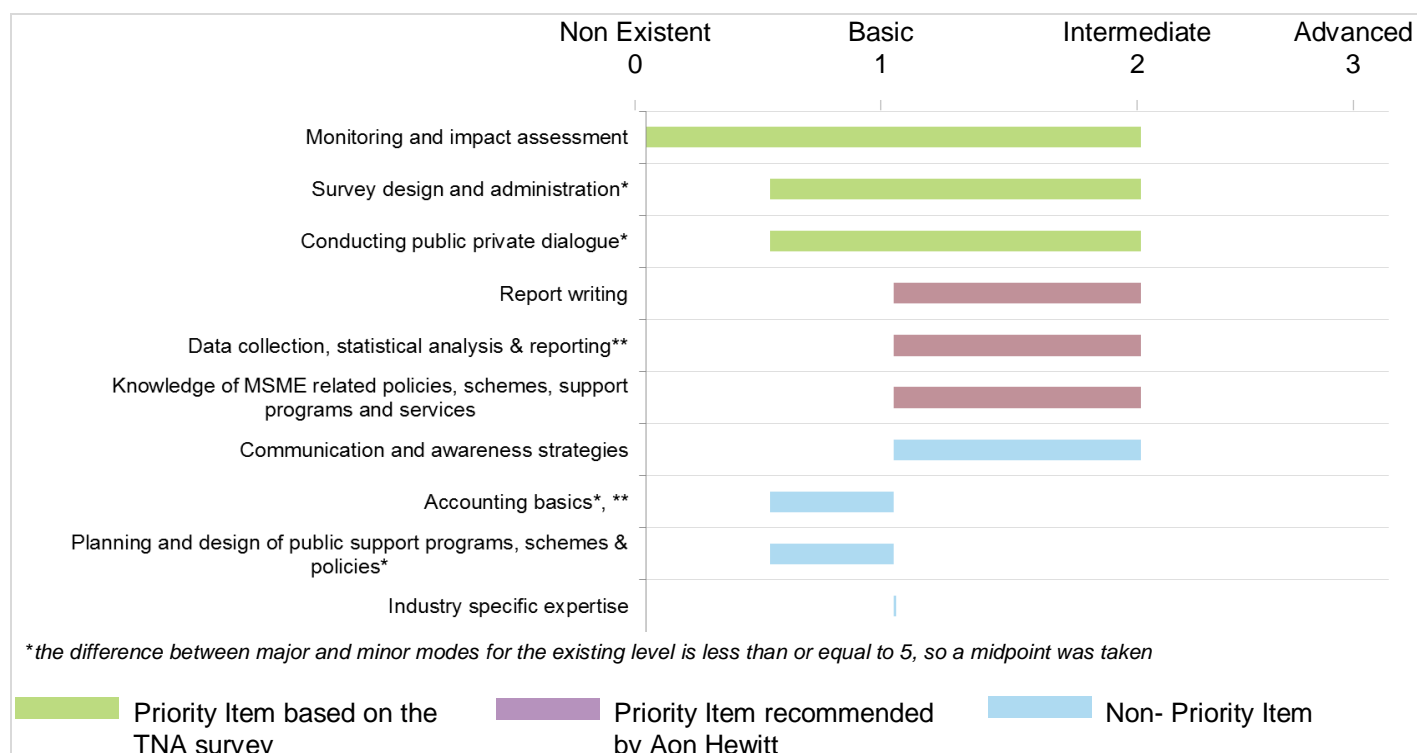 Non Existent Basic Intermediate Advanced
0 1 2 3
Monitoring and impact assessment
Survey design and administration*
Conducting public private dialogue*
Report writing
Data collection, statistical analysis & reporting**
Knowledge of MSME related policies, schemes, support
programs and services
Communication and awareness strategies
Accounting basics*, **
Planning and design of public support programs, schemes &
policies*
Industry specific expertise
*the difference between major and minor modes for the existing level is less than or equal to 5, so a midpoint was taken
Priority Item based on the
TNA survey
Priority Item recommended
by Aon Hewitt
Non- Priority Item